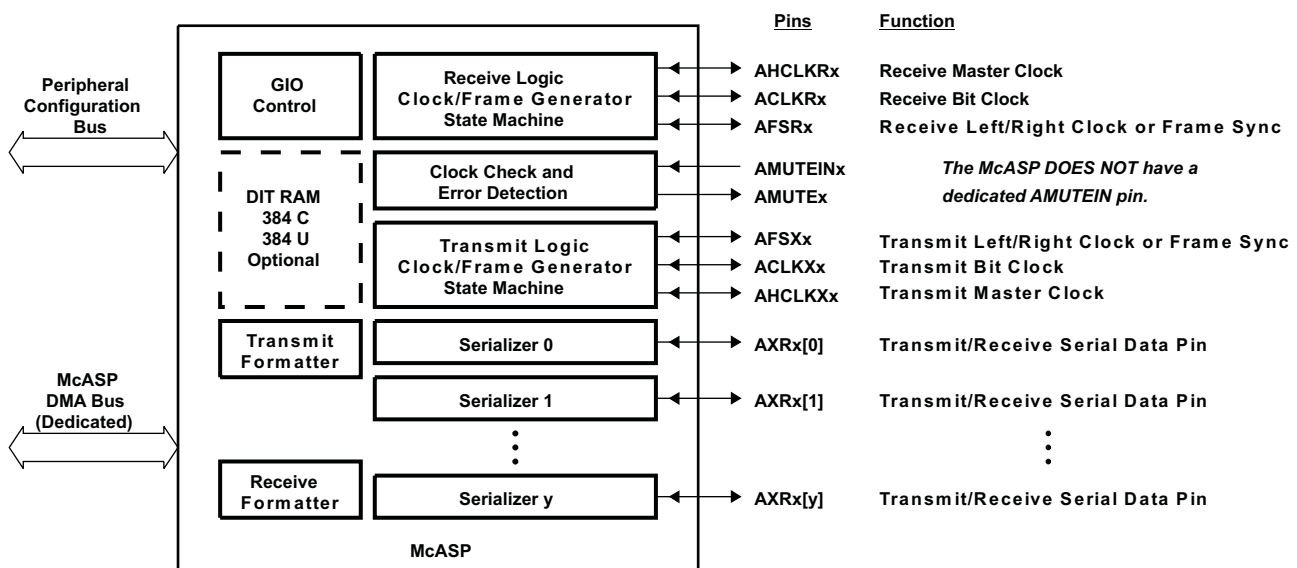 Pins Function
Peripheral
Configuration
Bus
GIO
Control
Receive Logic
Clock/Frame Generator
State Machine
AHCLKRx Receive Master Clock
ACLKRx Receive Bit Clock
AFSRx Receive Left/Right Clock or Frame Sync
DIT RAM
384 C
384 U
Optional
Clock Check and
Error Detection
AMUTEINx
AMUTEx
The McASP DOES NOT have a
dedicated AMUTEIN pin.
Transmit Logic
Clock/Frame Generator
State Machine
AFSXx Transmit Left/Right Clock or Frame Sync
ACLKXx Transmit Bit Clock
AHCLKXx Transmit Master Clock
Transmit
Formatter
Serializer 0
AXRx[0] Transmit/Receive Serial Data Pin
McASP
DMA Bus
(Dedicated)
Serializer 1
AXRx[1] Transmit/Receive Serial Data Pin
Receive
Formatter
Serializer y
AXRx[y] Transmit/Receive Serial Data Pin
McASP